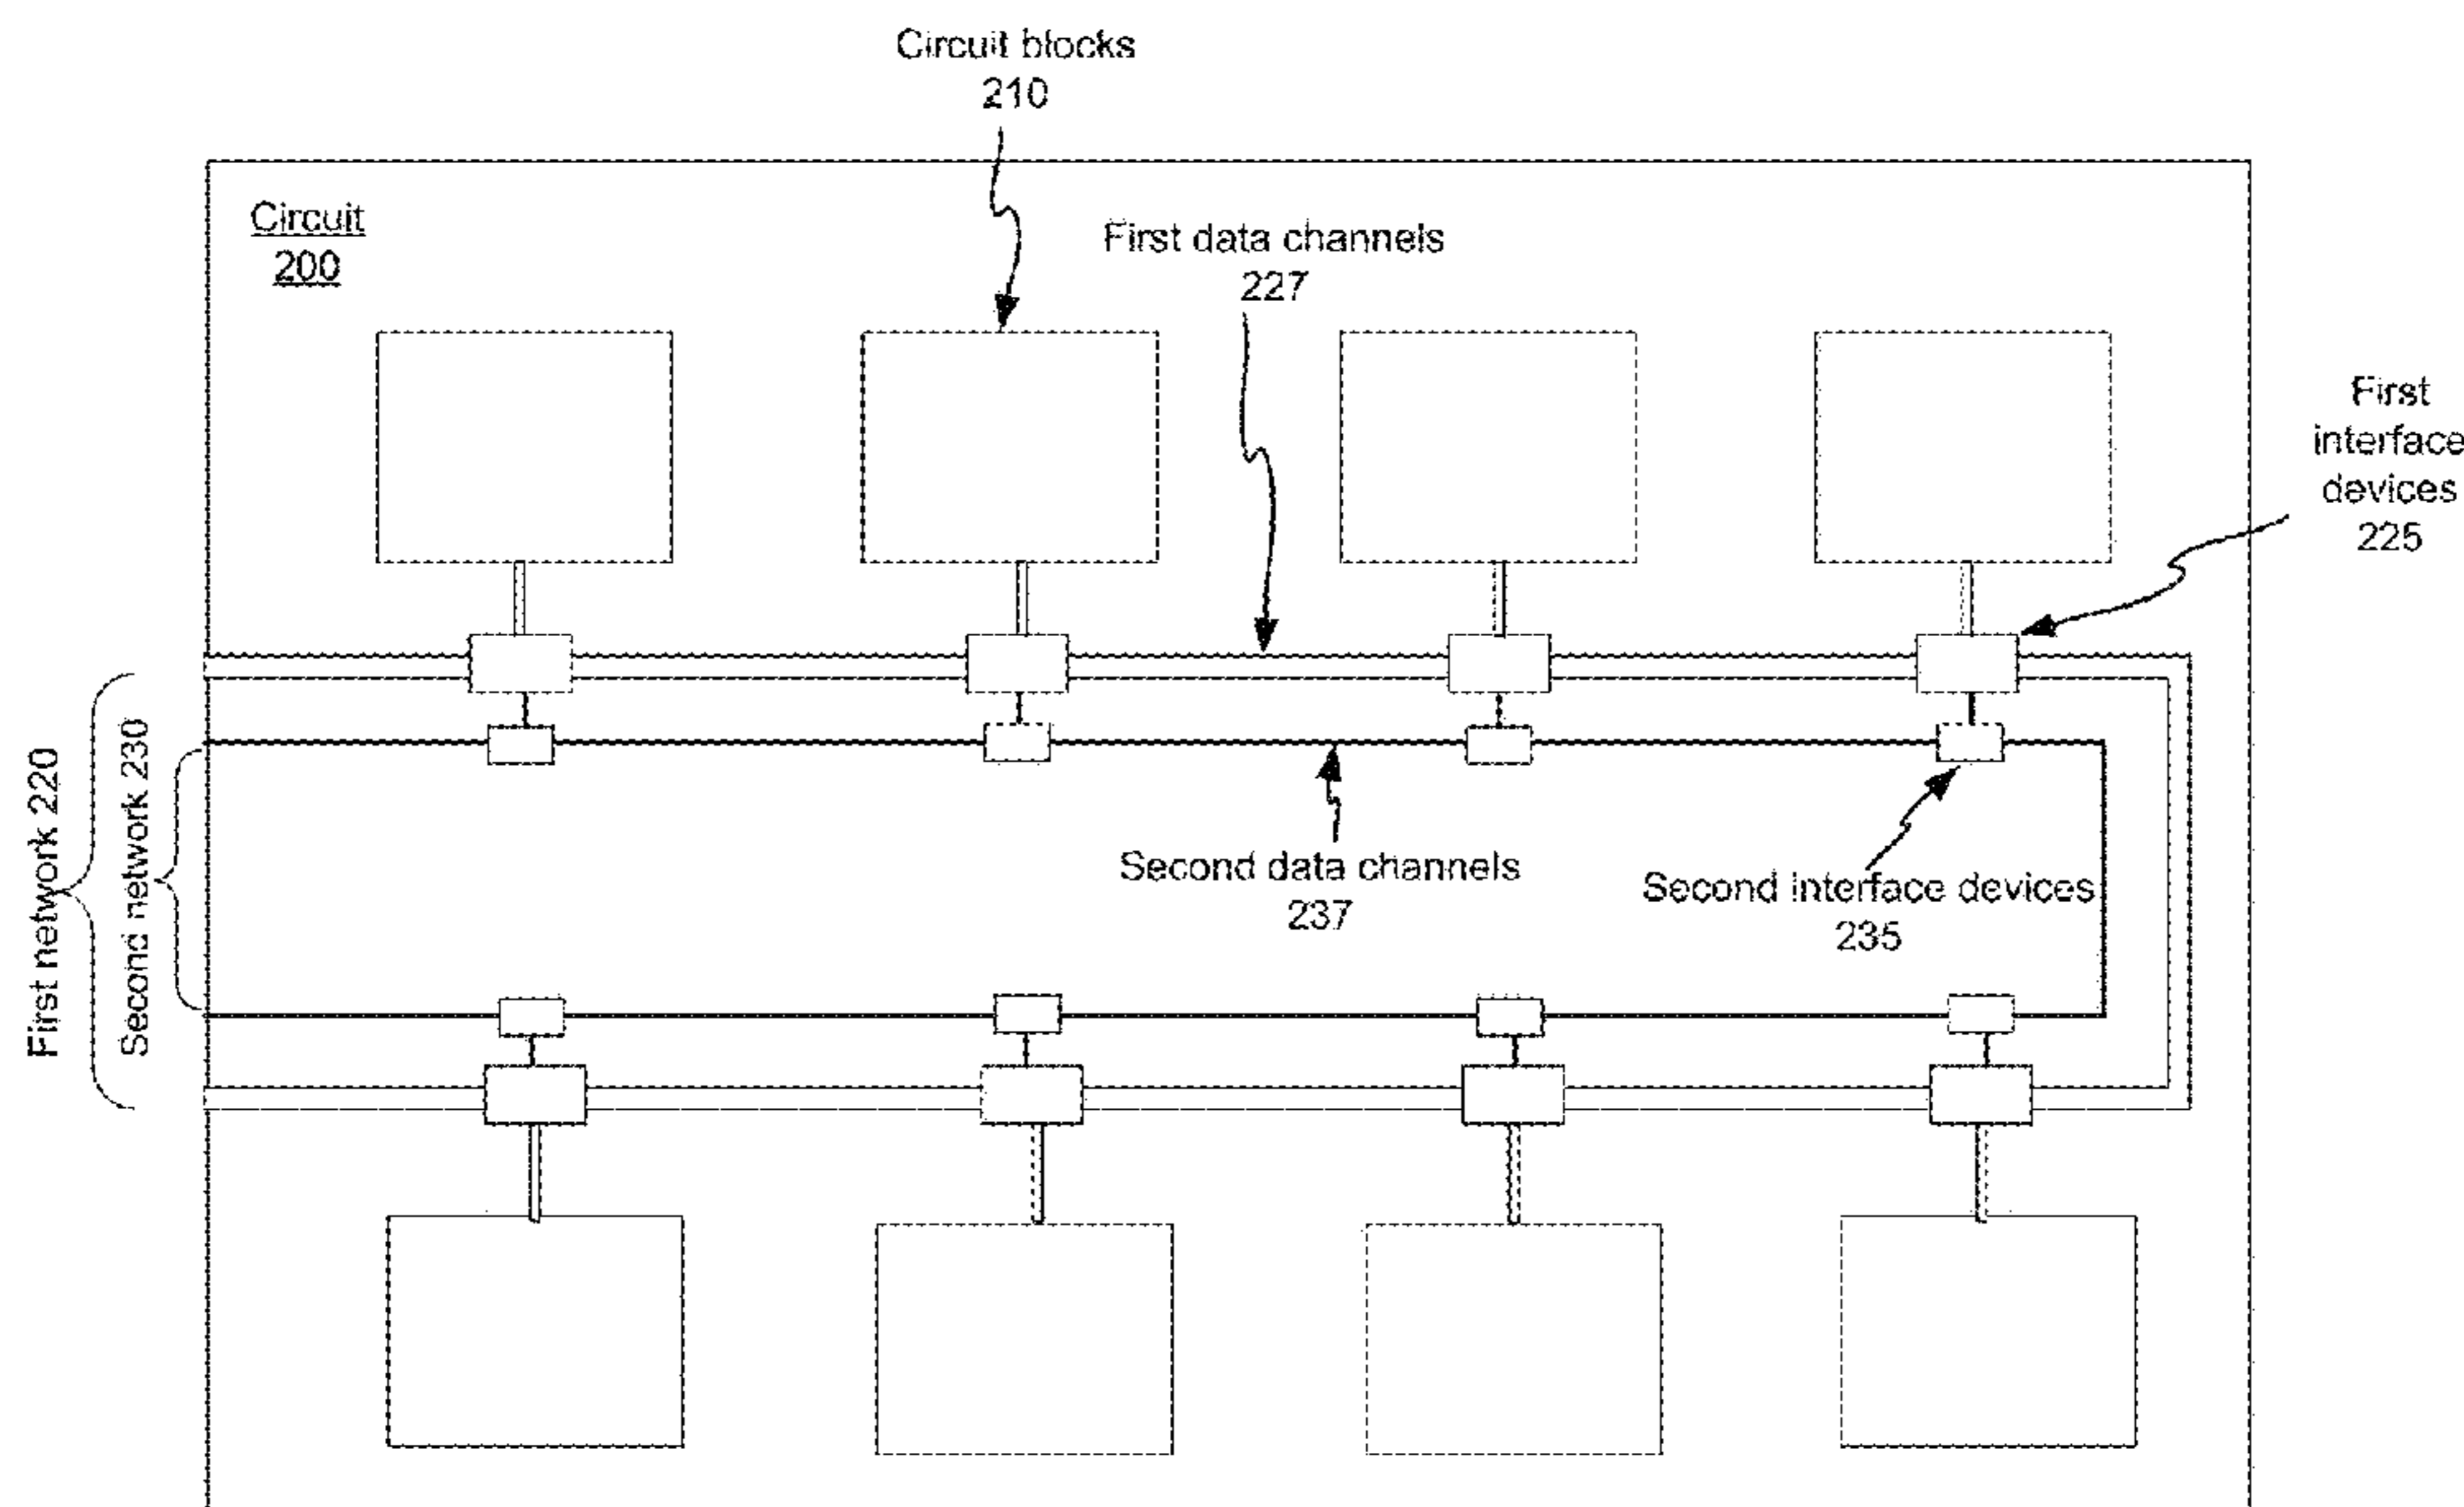 Circuit blocks
210
Circuit
200
First data channels
227
First
interface
devices
225
First network 220
Second network 230
Second data channels
237
Second interface devices
235